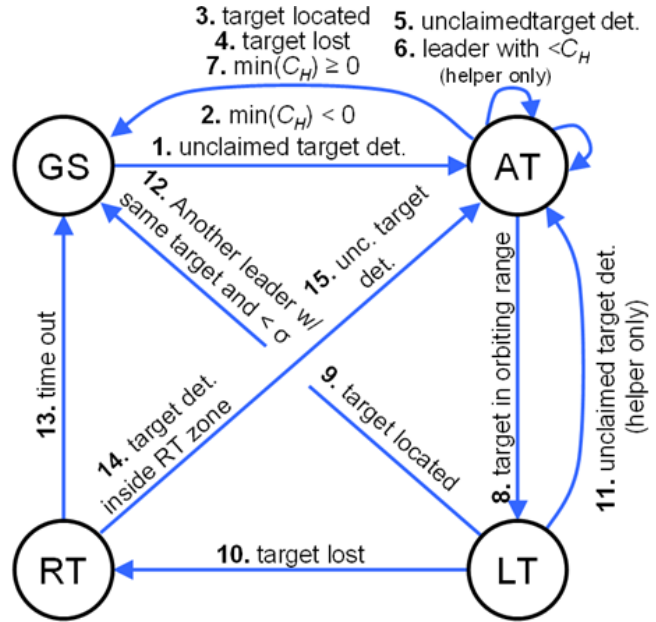 3. target located
4. target lost
7. min(C_H) ≥ 0
5. unclaimedtarget det.
6. leader with <C_H
(helper only)
2. min(C_H) < 0
1. unclaimed target det.
GS
AT
12. Another leader w/
same target and < σ
15. unc. target
det.
8. target in orbiting range
11. unclaimed target det.
(helper only)
13. time out
14. target det.
inside RT zone
9. target located
10. target lost
RT
LT